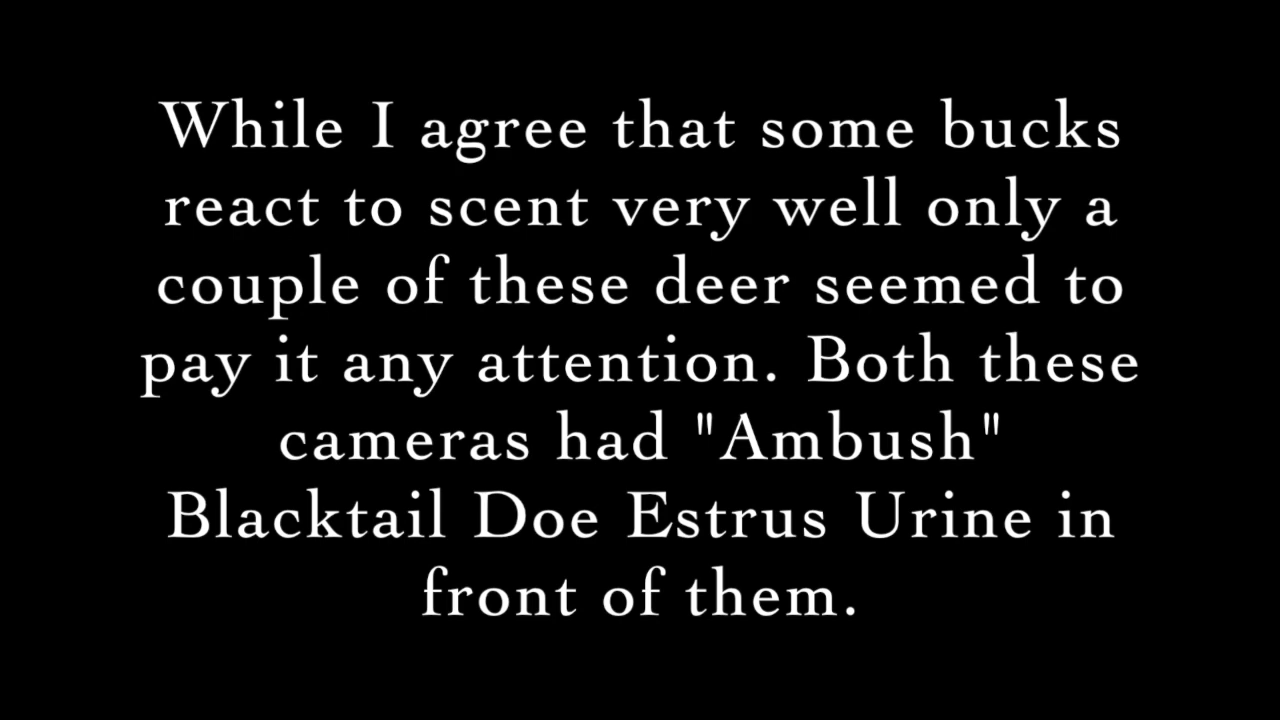 While I agree that some bucks
react to scent very well only a
couple of these deer seemed to
pay it any attention. Both these
cameras had "Ambush"
Blacktail Doe Estrus Urine in
front of them.